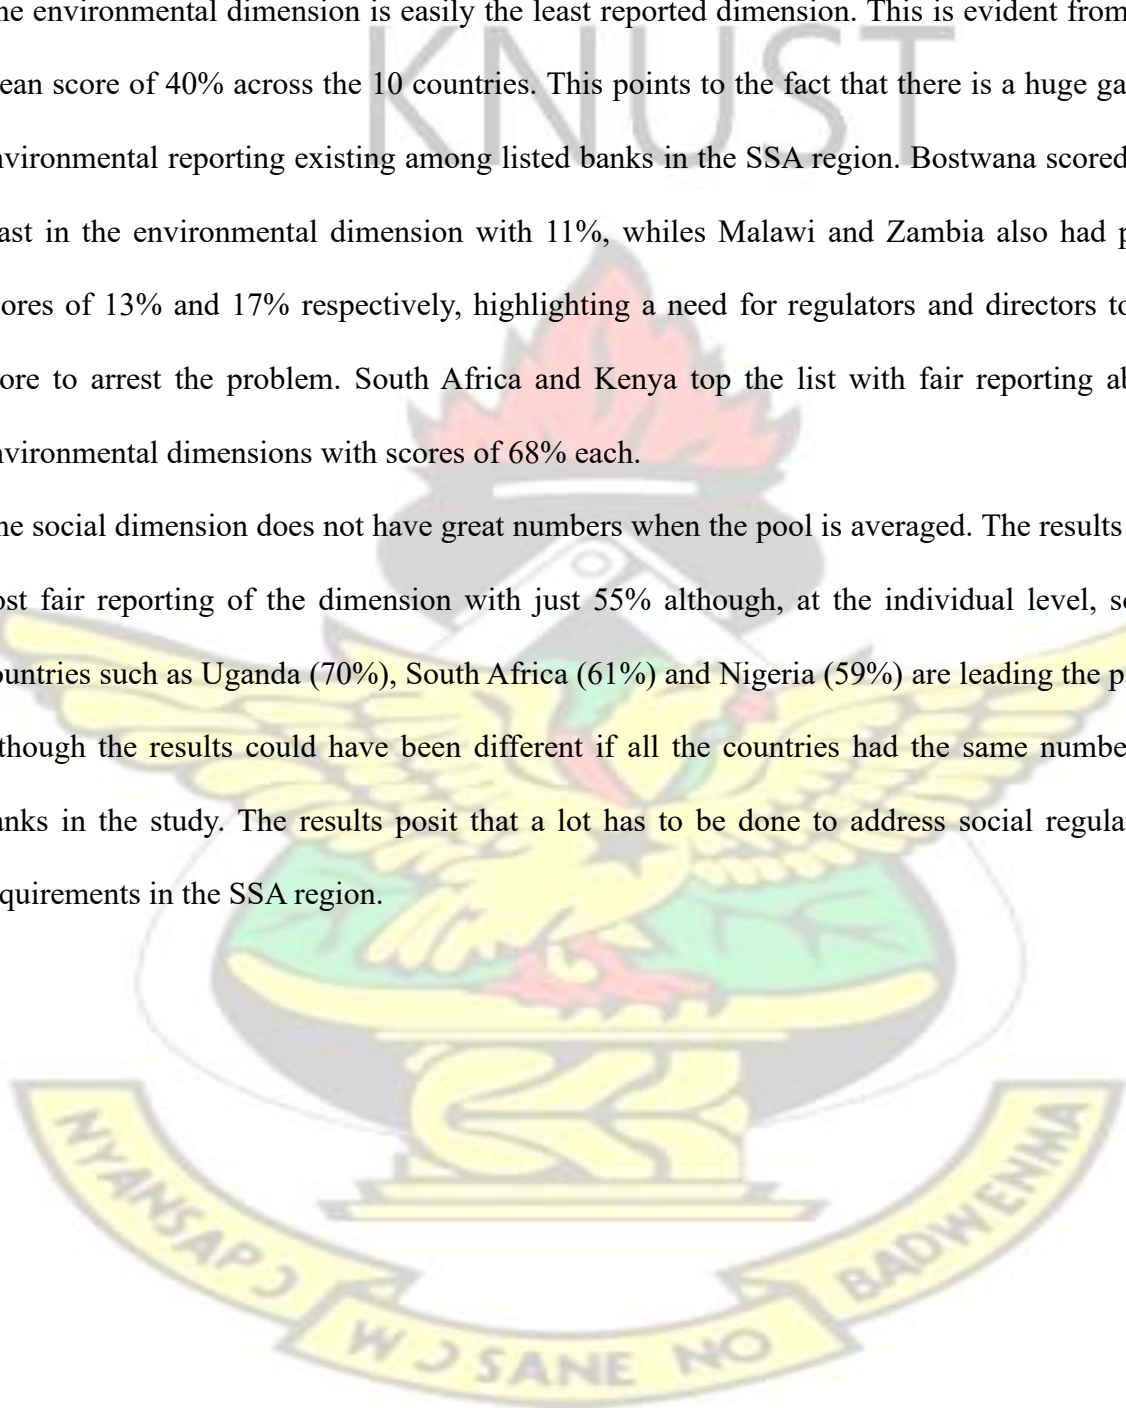 KNUST
he environmental dimension is easily the least reported dimension. This is evident from
ean score of 40% across the 10 countries. This points to the fact that there is a huge ga
nvironmental reporting existing among listed banks in the SSA region. Bostwana scored
ast in the environmental dimension with 11%, whiles Malawi and Zambia also had p
ores of 13% and 17% respectively, highlighting a need for regulators and directors to
ore to arrest the problem. South Africa and Kenya top the list with fair reporting ab
nvironmental dimensions with scores of 68% each.
ne social dimension does not have great numbers when the pool is averaged. The results
ost fair reporting of the dimension with just 55% although, at the individual level, so
ountries such as Uganda (70%), South Africa (61%) and Nigeria (59%) are leading the p
though the results could have been different if all the countries had the same numbe
anks in the study. The results posit that a lot has to be done to address social regula
quirements in the SSA region.
NYANSAPƆ
WƆSANE NO
BADWENMA